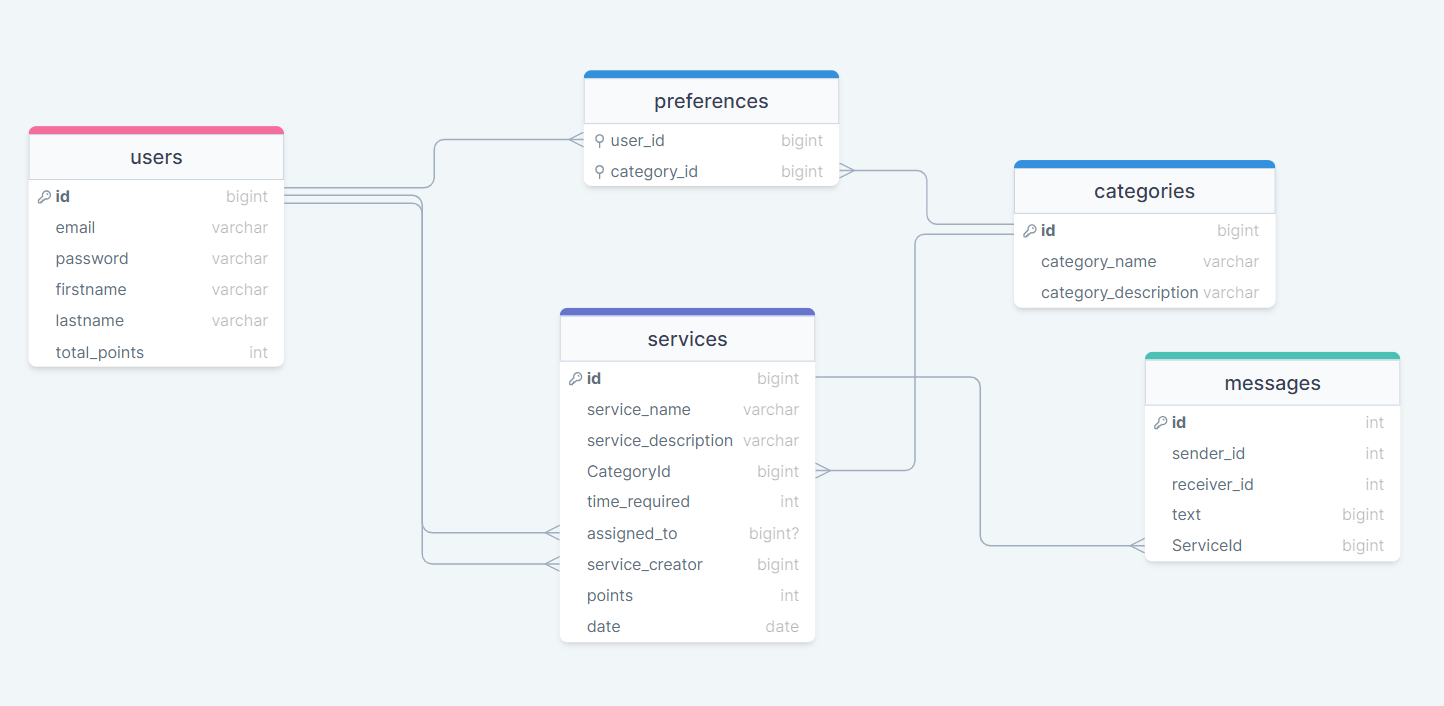 users
id bigint
email varchar
password varchar
firstname varchar
lastname varchar
total_points int
preferences
user_id bigint
category_id bigint
services
id bigint
service_name varchar
service_description varchar
CategoryId bigint
time_required int
assigned_to bigint?
service_creator bigint
points int
date date
categories
id bigint
category_name varchar
category_description varchar
messages
id int
sender_id int
receiver_id int
text bigint
ServiceId bigint